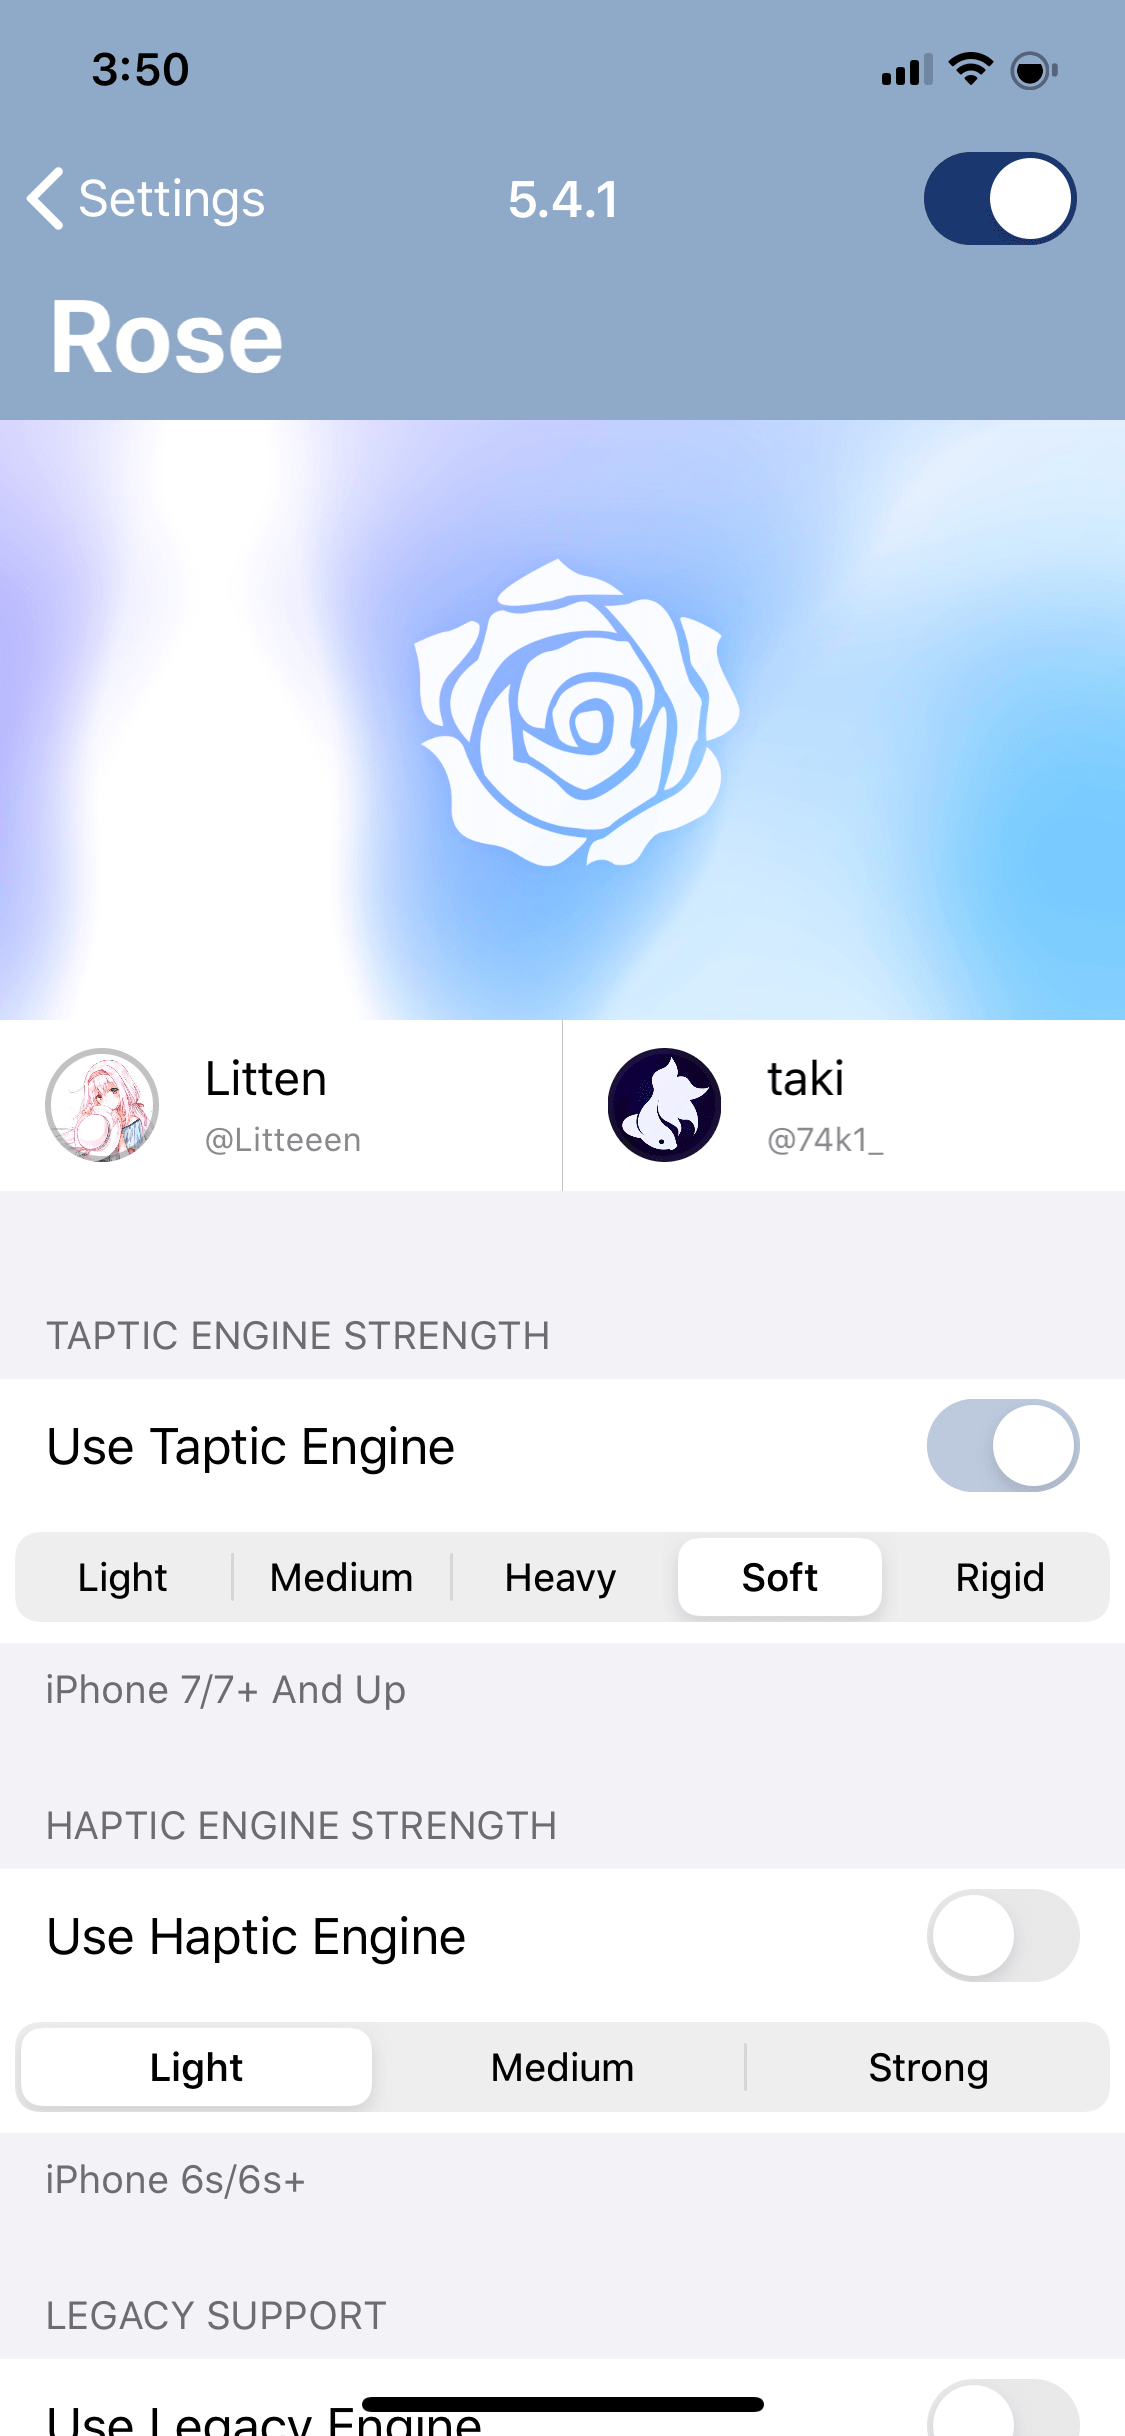 3:50
Settings
5.4.1
Rose
Litten
@Litteeen
taki
@74k1_
TAPTIC ENGINE STRENGTH
Use Taptic Engine
Light Medium Heavy Soft Rigid
iPhone 7/7+ And Up
HAPTIC ENGINE STRENGTH
Use Haptic Engine
Light Medium Strong
iPhone 6s/6s+
LEGACY SUPPORT
Use Legacy Engine